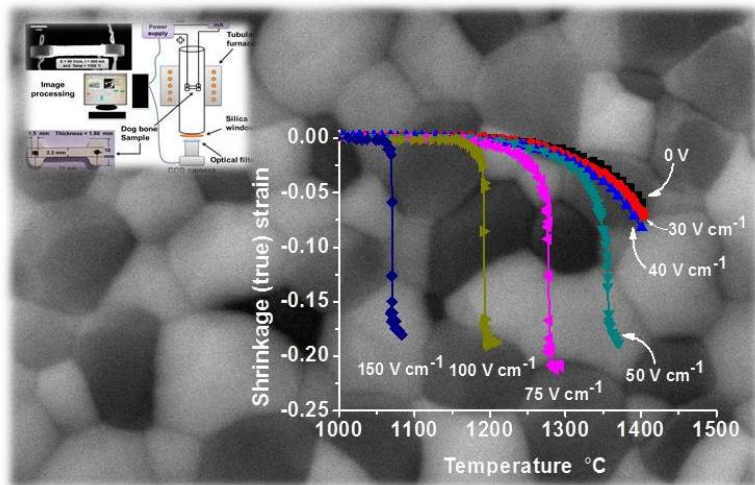 Power
supply
mA
Tubular
furnace
Image
processing
Dog bone
Sample
Silica
window
Optical filter
CCD camera
Thickness=1.88 mm
3.3 mm
Shrinkage (true) strain
0.00
-0.05
-0.10
-0.15
-0.20
-0.25
0 V
30 V cm⁻¹
40 V cm⁻¹
50 V cm⁻¹
75 V cm⁻¹
100 V cm⁻¹
150 V cm⁻¹
1000 1100 1200 1300 1400 1500
Temperature °C